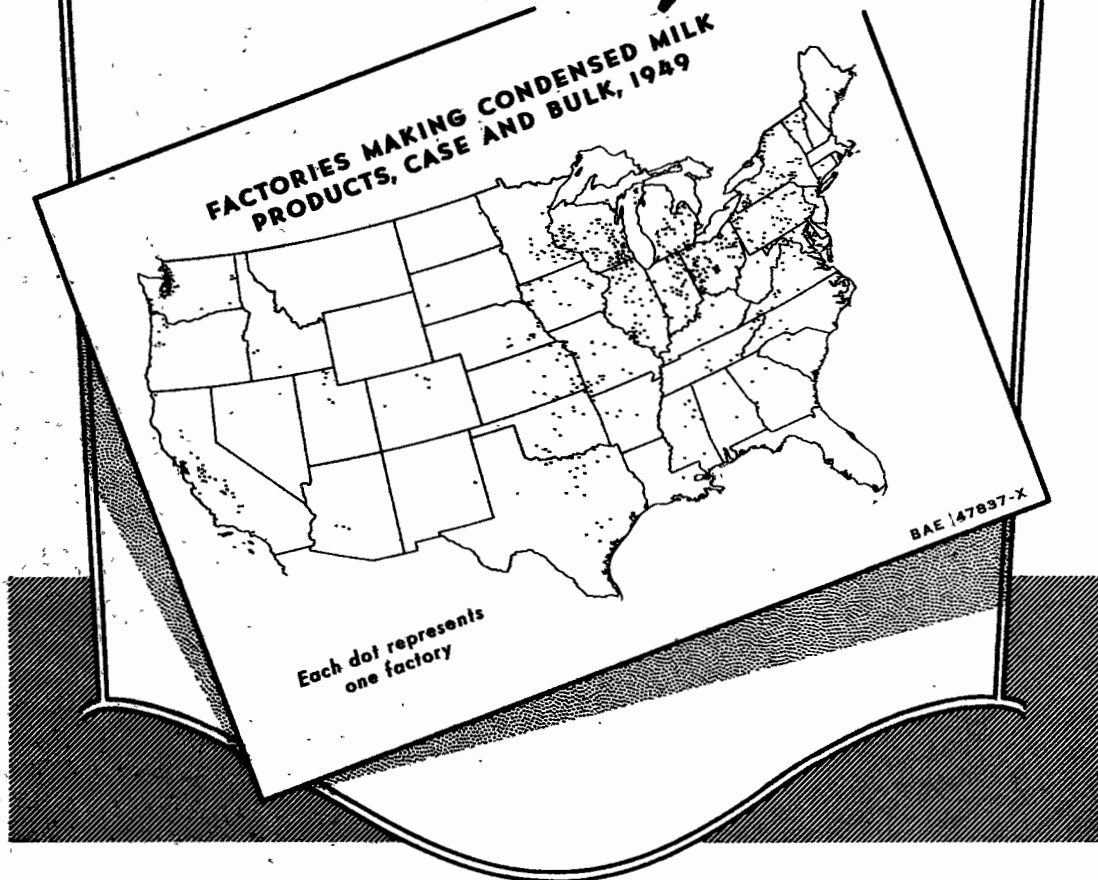 FACTORIES MAKING CONDENSED MILK
PRODUCTS, CASE AND BULK, 1949
Each dot represents
one factory
BAE 47837-X